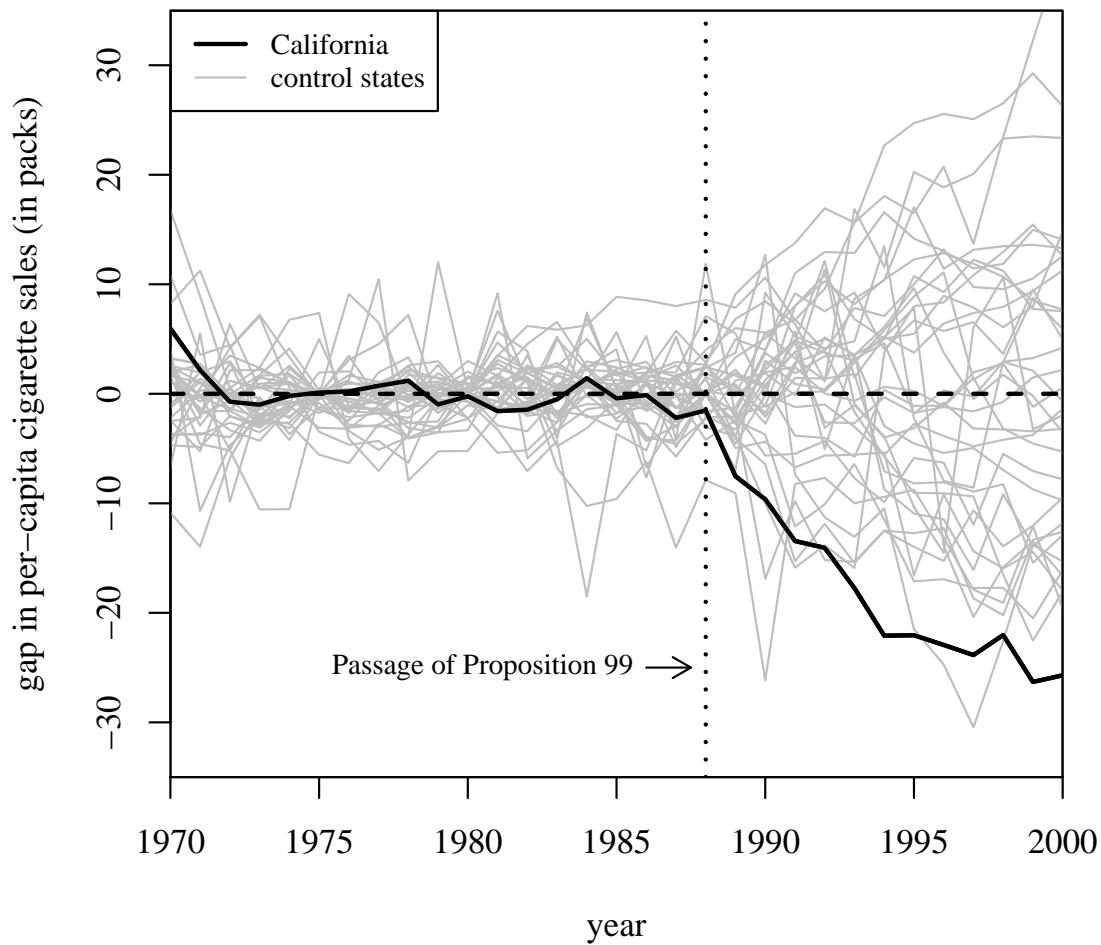 California
control states
gap in per−capita cigarette sales (in packs)
30
20
10
0
−10
−20
−30
Passage of Proposition 99
1970 1975 1980 1985 1990 1995 2000
year